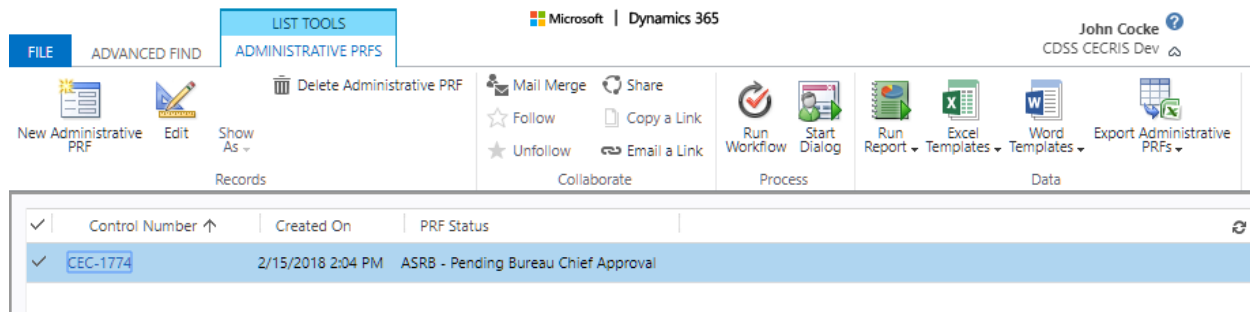 LIST TOOLS
Microsoft | Dynamics 365
John Cocke
CDSS CECRIS Dev
FILE ADVANCED FIND ADMINISTRATIVE PRFS
New Administrative PRF
Edit
Show As
Delete Administrative PRF
Records
Mail Merge Share
Follow Copy a Link
Unfollow Email a Link
Collaborate
Run Workflow
Start Dialog
Process
Run Report
Excel Templates
Word Templates
Export Administrative PRFs
Data
Control Number Created On PRF Status
CEC-1774 2/15/2018 2:04 PM ASRB - Pending Bureau Chief Approval